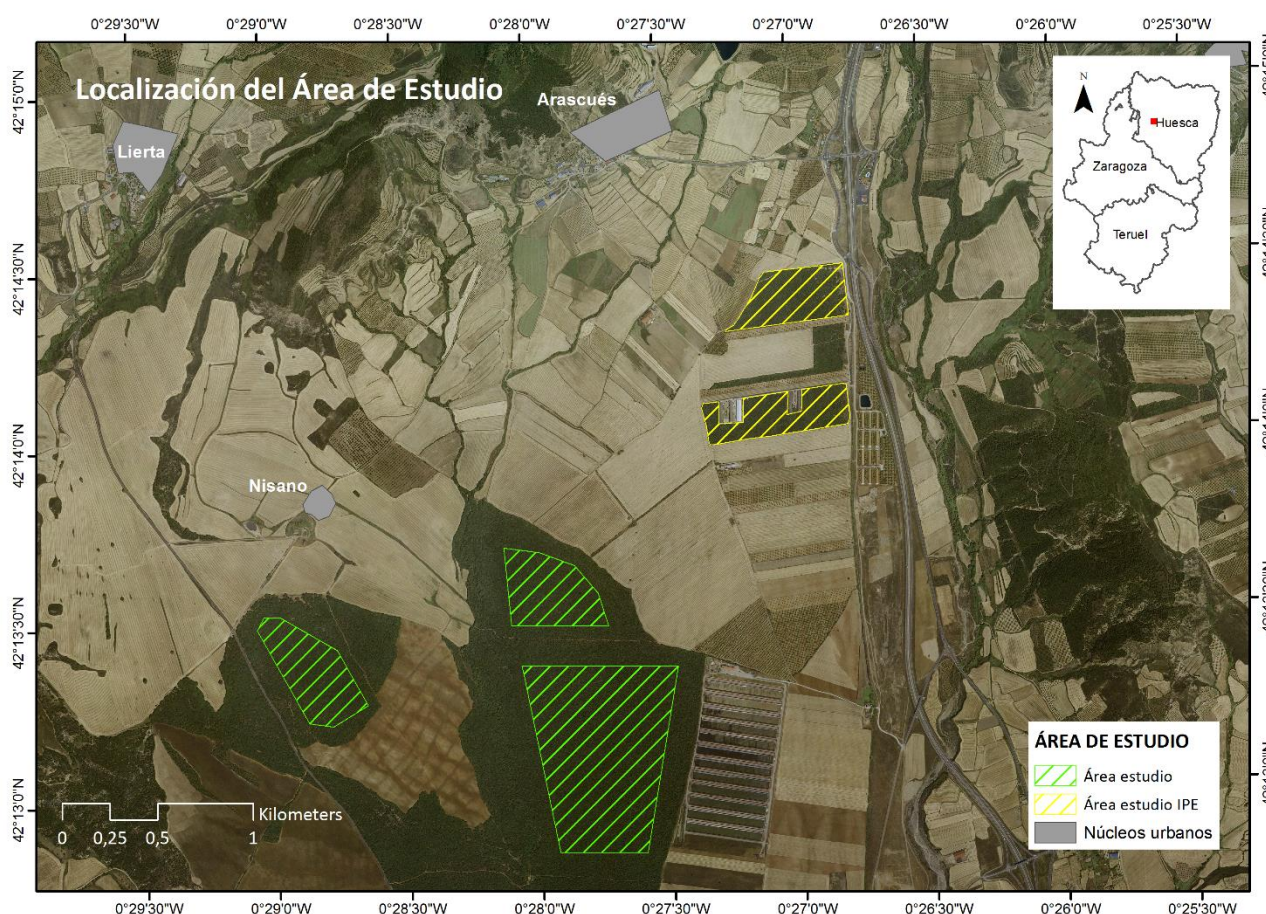 0°29'30"W 0°29'0"W 0°28'30"W 0°28'0"W 0°27'30"W 0°27'0"W 0°26'30"W 0°26'0"W 0°25'30"W
42°15'0"N
42°14'30"N
42°14'0"N
42°13'30"N
42°13'0"N
Localización del Área de Estudio
Arascués
Lierta
Nisano
N
Huesca
Zaragoza
Teruel
ÁREA DE ESTUDIO
Área estudio
Área estudio IPE
Núcleos urbanos
Kilometers
0 0,25 0,5 1
0°29'30"W 0°29'0"W 0°28'30"W 0°28'0"W 0°27'30"W 0°27'0"W 0°26'30"W 0°26'0"W 0°25'30"W